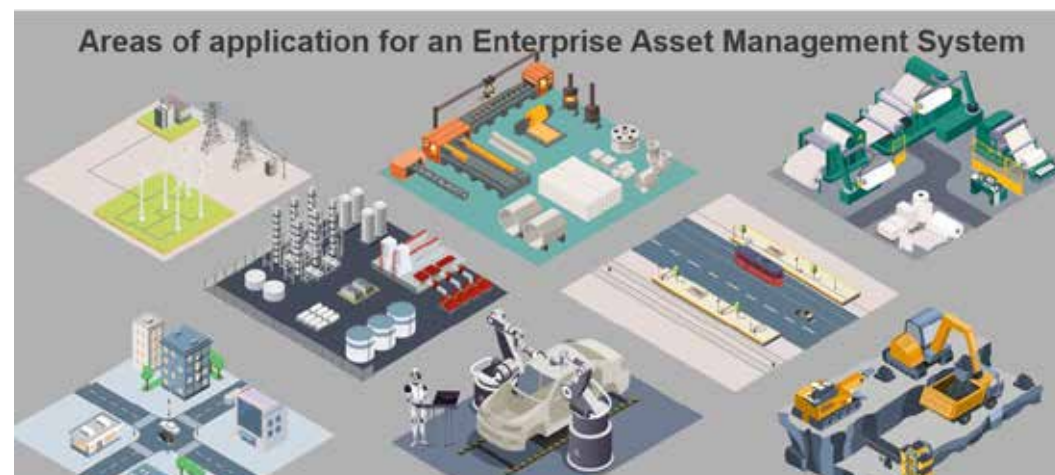 Areas of application for an Enterprise Asset Management System